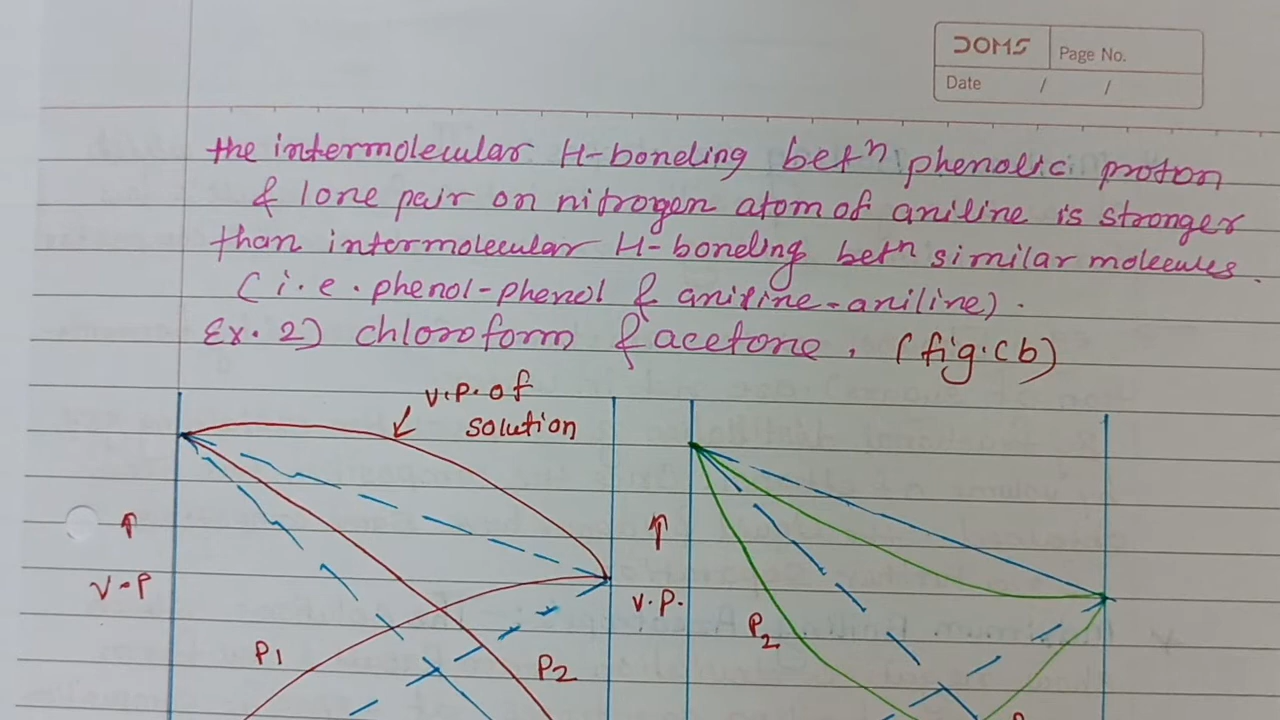 DOMS
Page No.
Date / /
the intermolecular H-bonding betⁿ phenolic proton
& lone pair on nitrogen atom of aniline is stronger
than intermolecular H-bonding betⁿ similar molecules.
(i.e. phenol-phenol & aniline-aniline).
Ex. 2) chloroform & acetone. (fig.(b)
v.p. of
solution
↑
v.p
P1
P2
↑
v.p.
P2